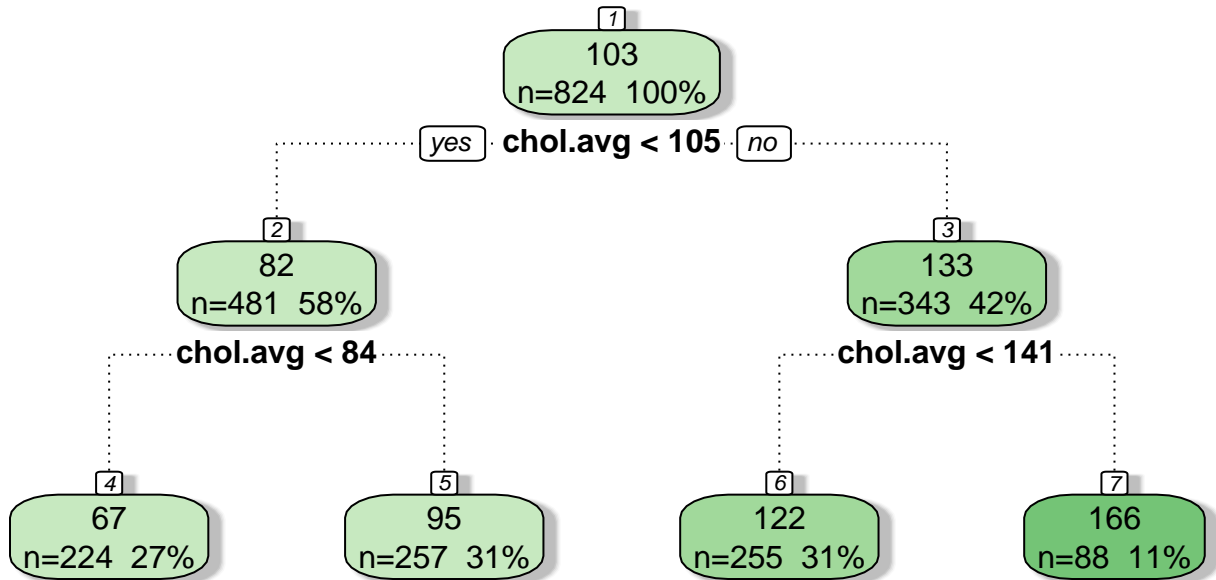 1
103
n=824 100%
yes chol.avg < 105 no
2
82
n=481 58%
3
133
n=343 42%
chol.avg < 84
chol.avg < 141
4
67
n=224 27%
5
95
n=257 31%
6
122
n=255 31%
7
166
n=88 11%